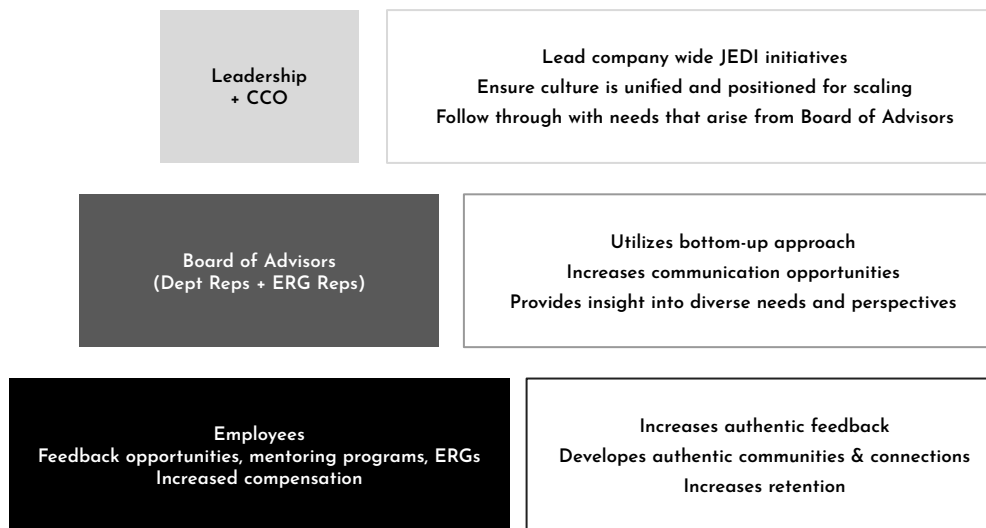 Leadership
+ CCO
Lead company wide JEDI initiatives
Ensure culture is unified and positioned for scaling
Follow through with needs that arise from Board of Advisors
Board of Advisors
(Dept Reps + ERG Reps)
Utilizes bottom-up approach
Increases communication opportunities
Provides insight into diverse needs and perspectives
Employees
Feedback opportunities, mentoring programs, ERGs
Increased compensation
Increases authentic feedback
Developes authentic communities & connections
Increases retention